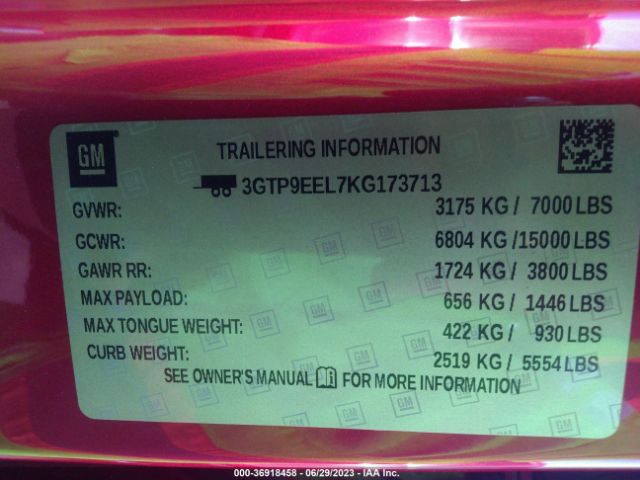 GM
TRAILERING INFORMATION
3GTP9EEL7KG173713
GVWR: 3175 KG / 7000 LBS
GCWR: 6804 KG /15000 LBS
GAWR RR: 1724 KG / 3800 LBS
MAX PAYLOAD: 656 KG / 1446 LBS
MAX TONGUE WEIGHT: 422 KG / 930 LBS
CURB WEIGHT: 2519 KG / 5554 LBS
SEE OWNER'S MANUAL FOR MORE INFORMATION
000-36918458 - 06/29/2023 - IAA Inc.